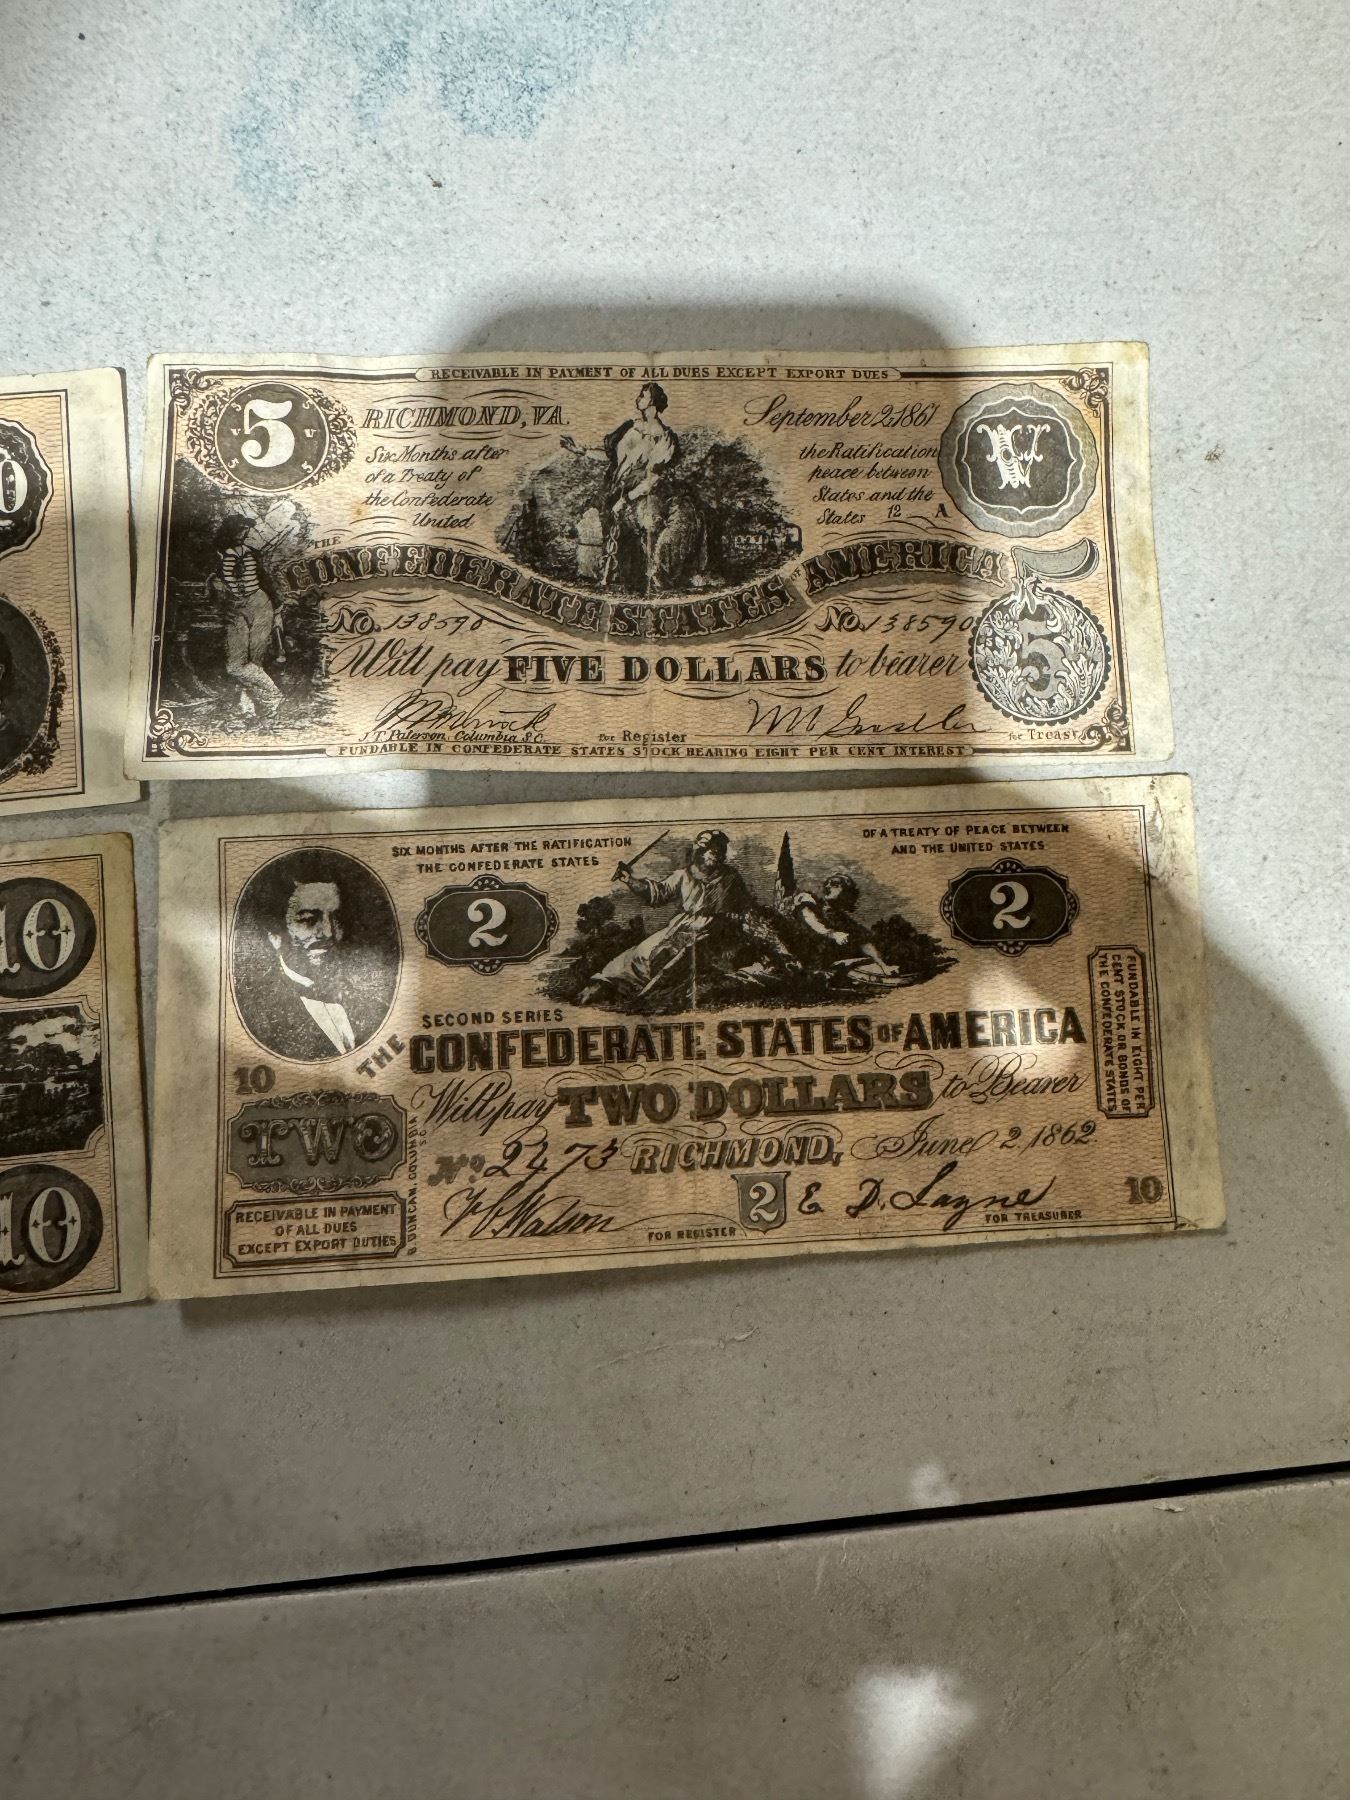 RECEIVABLE IN PAYMENT OF ALL DUES EXCEPT EXPORT DUES
5
RICHMOND, VA.
September 2, 1861
Six Months after
the Ratification
of a Treaty of
peace between
the Confederate
States and the
United
States 12 A
THE
CONFEDERATE STATES OF AMERICA
No. 138590
No. 138590
5
Will pay FIVE DOLLARS to bearer
J. T. Paterson, Columbia S.C.
for Register
for Treasr
FUNDABLE IN CONFEDERATE STATES STOCK BEARING EIGHT PER CENT INTEREST
0
10
10
SIX MONTHS AFTER THE RATIFICATION
OF A TREATY OF PEACE BETWEEN
THE CONFEDERATE STATES
AND THE UNITED STATES
2
2
SECOND SERIES
THE CONFEDERATE STATES OF AMERICA
FUNDABLE IN EIGHT PER
CENT STOCK OR BONDS OF
THE CONFEDERATE STATES
10
Will pay TWO DOLLARS to Bearer
TWO
No. 2473 RICHMOND, June 2, 1862.
2
10
RECEIVABLE IN PAYMENT
OF ALL DUES
EXCEPT EXPORT DUTIES
B. DUNCAN, COLUMBIA S.C.
Watson
FOR REGISTER
E D. Layne
FOR TREASURER